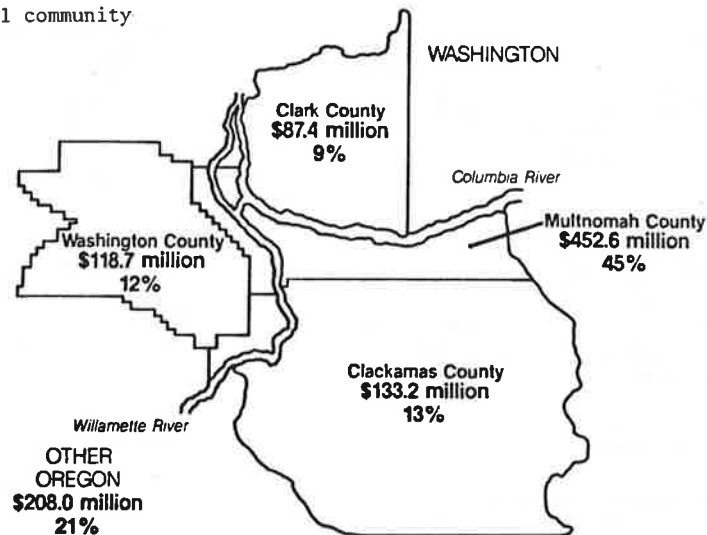 l community
WASHINGTON
Clark County
$87.4 million
9%
Columbia River
Multnomah County
$452.6 million
45%
Washington County
$118.7 million
12%
Clackamas County
$133.2 million
13%
Willamette River
OTHER
OREGON
$208.0 million
21%